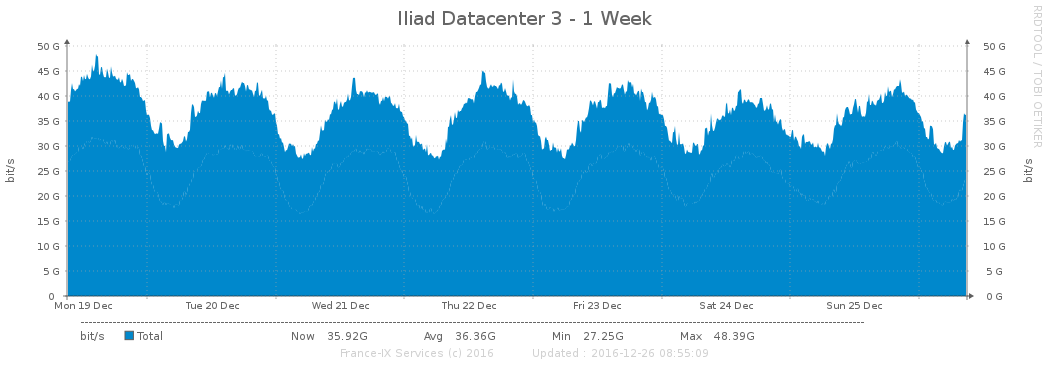 Iliad Datacenter 3 - 1 Week
RRDTOOL / TOBI OETIKER
50 G 50 G
45 G 45 G
40 G 40 G
35 G 35 G
30 G 30 G
25 G 25 G
20 G 20 G
15 G 15 G
10 G 10 G
5 G 5 G
0 0 G
bit/s
bit/s
Mon 19 Dec Tue 20 Dec Wed 21 Dec Thu 22 Dec Fri 23 Dec Sat 24 Dec Sun 25 Dec
bit/s Total Now 35.92G Avg 36.36G Min 27.25G Max 48.39G
France-IX Services (c) 2016 Updated : 2016-12-26 08:55:09